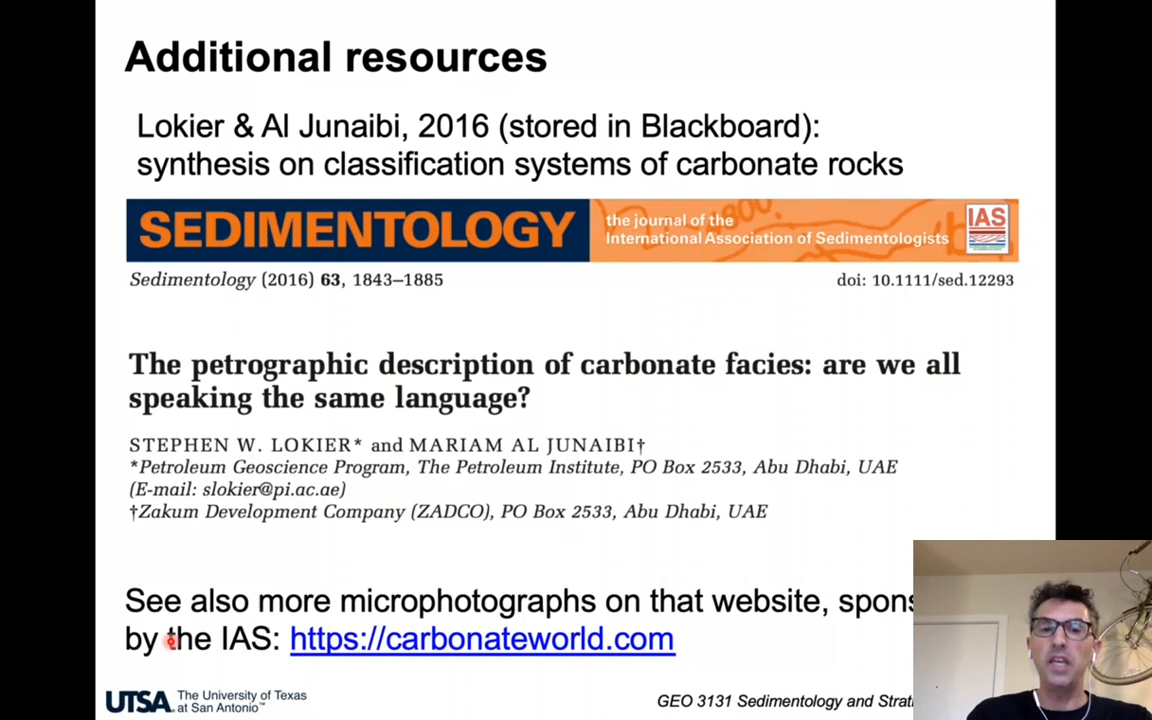 Additional resources
Lokier & Al Junaibi, 2016 (stored in Blackboard):
synthesis on classification systems of carbonate rocks
SEDIMENTOLOGY
the journal of the
International Association of Sedimentologists
IAS
Sedimentology (2016) 63, 1843–1885
doi: 10.1111/sed.12293
The petrographic description of carbonate facies: are we all
speaking the same language?
STEPHEN W. LOKIER* and MARIAM AL JUNAIBI†
*Petroleum Geoscience Program, The Petroleum Institute, PO Box 2533, Abu Dhabi, UAE
(E-mail: slokier@pi.ac.ae)
†Zakum Development Company (ZADCO), PO Box 2533, Abu Dhabi, UAE
See also more microphotographs on that website,
by the IAS: https://carbonateworld.com
UTSA The University of Texas
at San Antonio™
GEO 3131 Sedimentology and